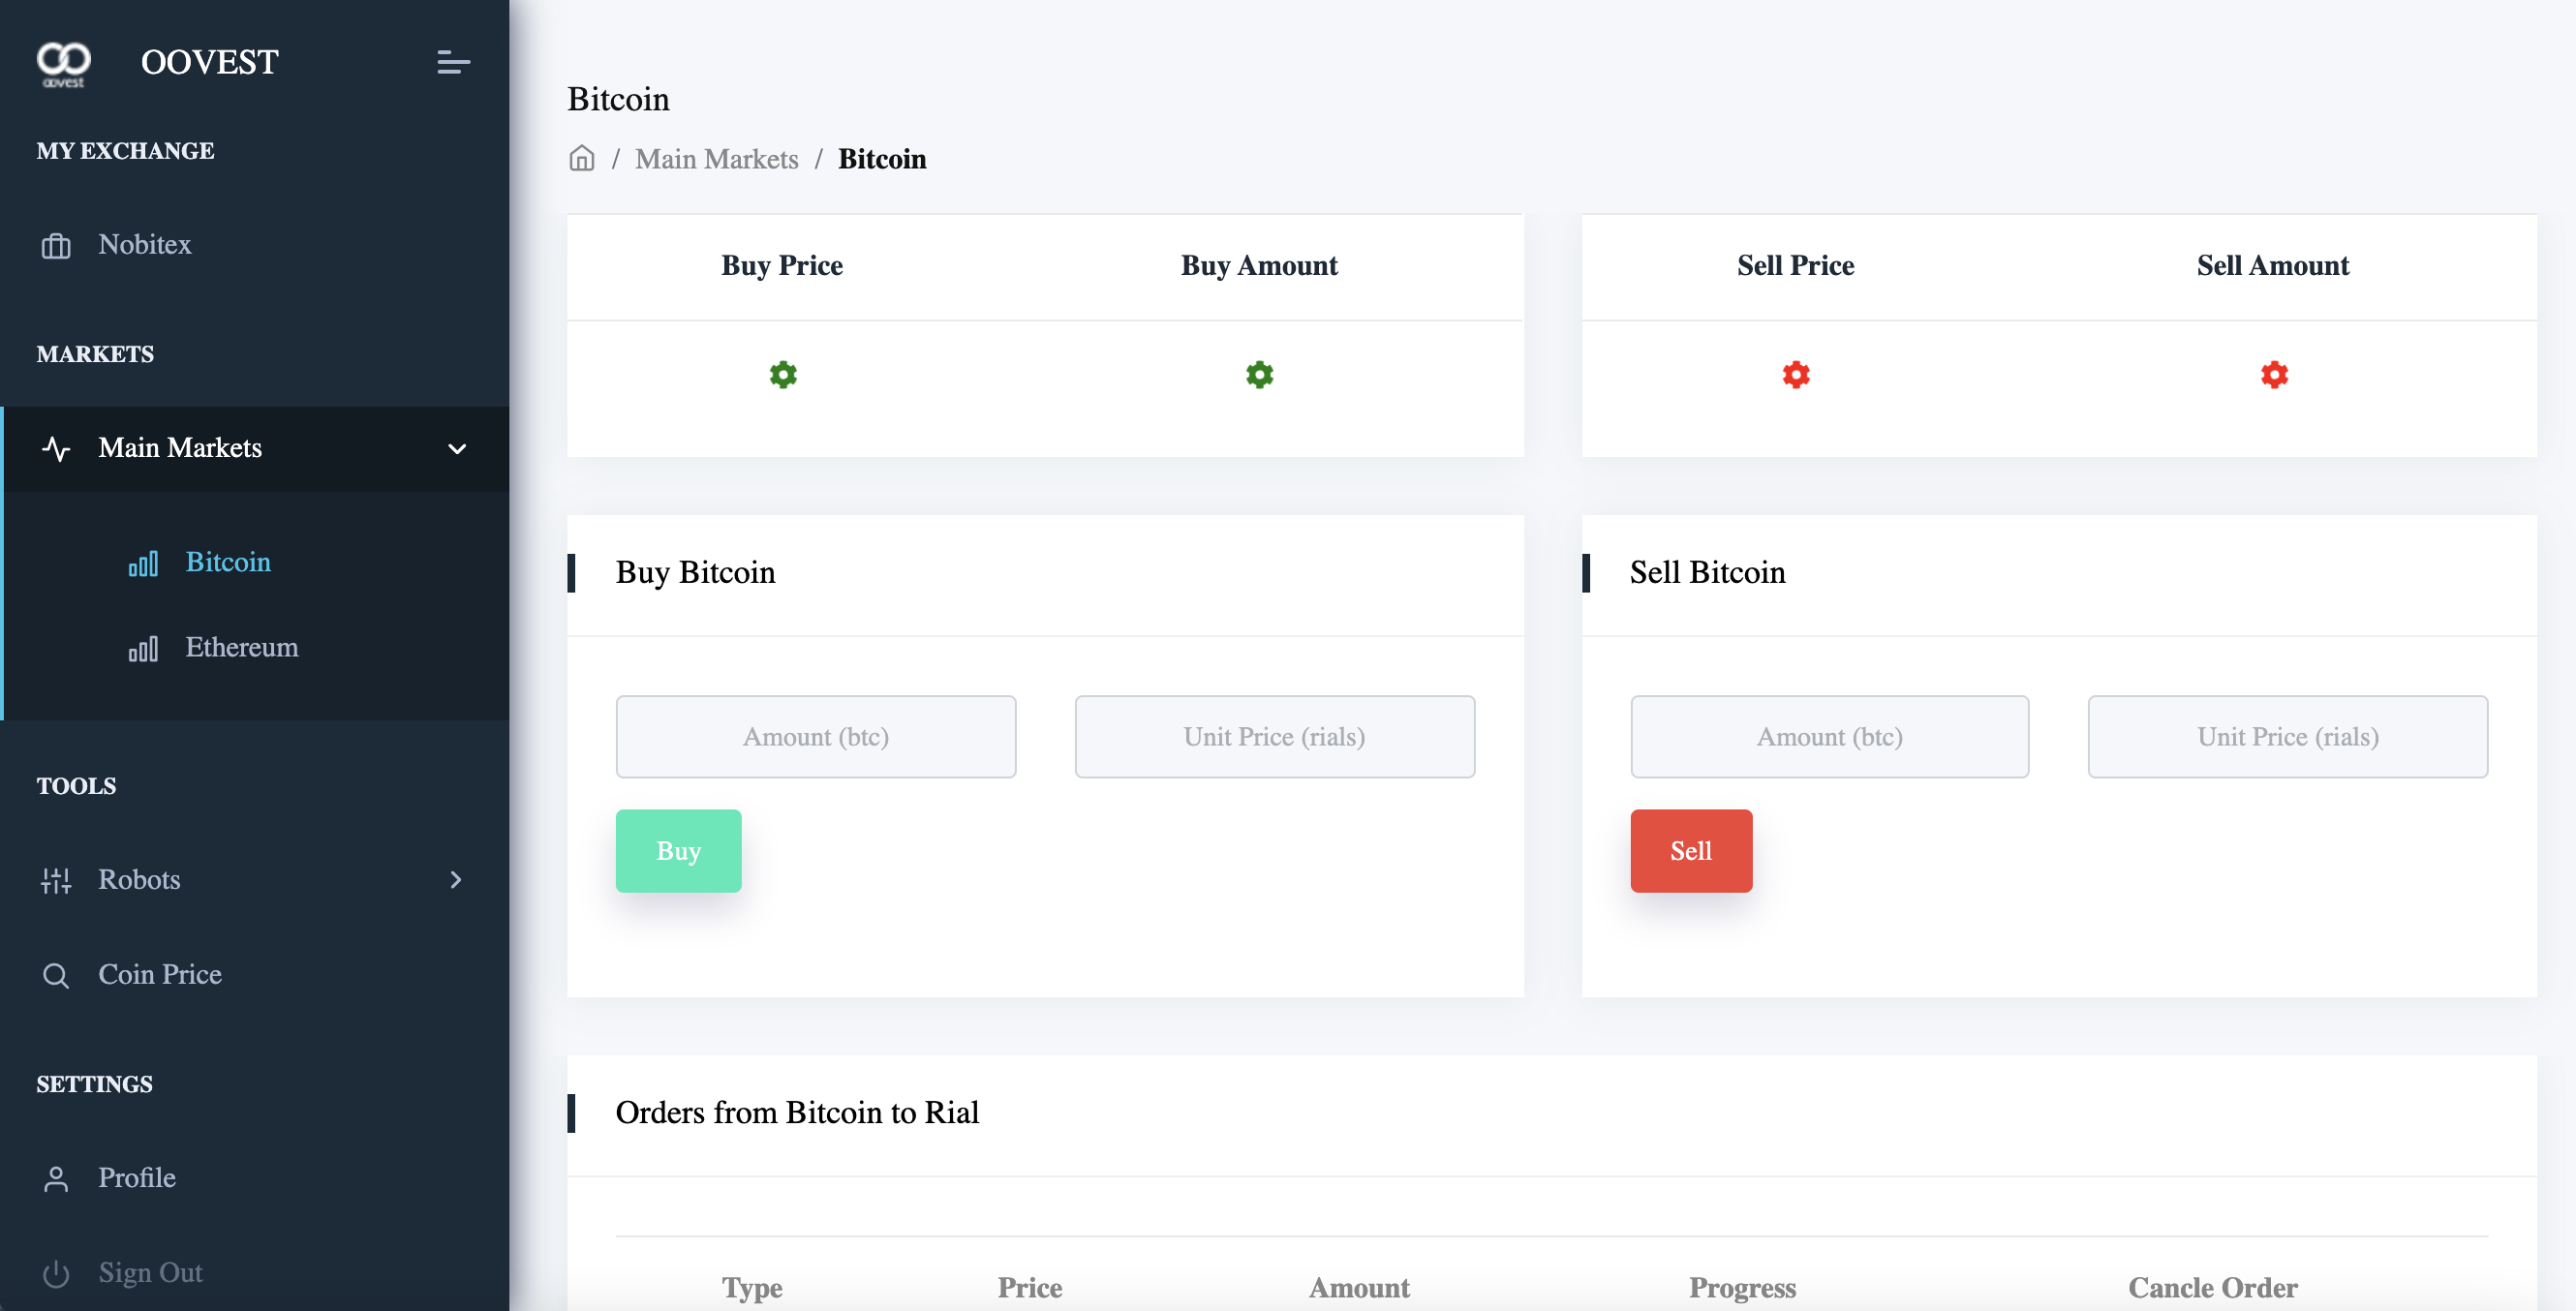 oovest
OOVEST
MY EXCHANGE
Nobitex
MARKETS
Main Markets
Bitcoin
Ethereum
TOOLS
Robots
Coin Price
SETTINGS
Profile
Sign Out
Bitcoin
/ Main Markets / Bitcoin
Buy Price Buy Amount
Sell Price Sell Amount
Buy Bitcoin
Amount (btc) Unit Price (rials)
Buy
Sell Bitcoin
Amount (btc) Unit Price (rials)
Sell
Orders from Bitcoin to Rial
Type Price Amount Progress Cancle Order